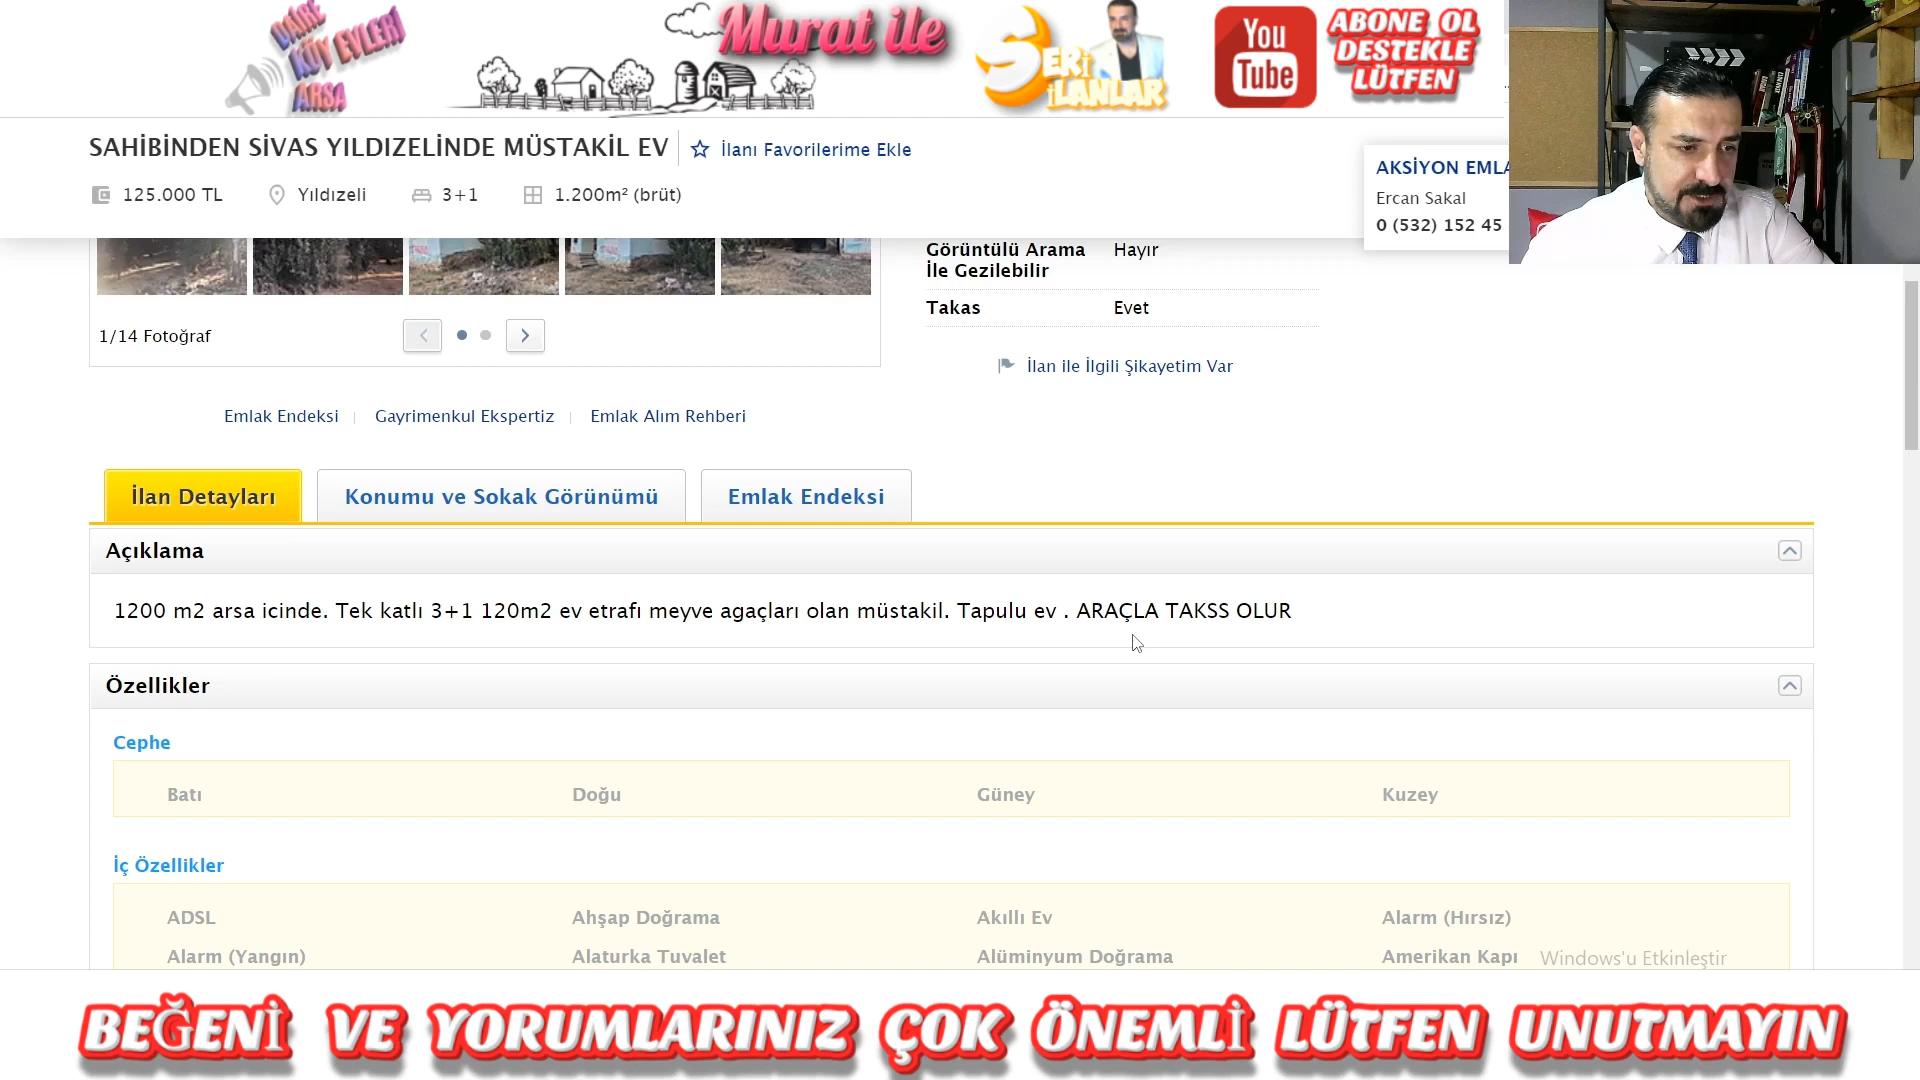 DAİRE
KÖY EVLERİ
ARSA
Murat ile
SERİ
İLANLAR
You
Tube
ABONE OL
DESTEKLE
LÜTFEN
SAHİBİNDEN SİVAS YILDIZELİNDE MÜSTAKİL EV
İlanı Favorilerime Ekle
125.000 TL
Yıldızeli
3+1
1.200m² (brüt)
AKSİYON EMLA
Ercan Sakal
0 (532) 152 45
Görüntülü Arama İle Gezilebilir Hayır
Takas Evet
İlan ile İlgili Şikayetim Var
1/14 Fotoğraf
Emlak Endeksi
Gayrimenkul Ekspertiz
Emlak Alım Rehberi
İlan Detayları
Konumu ve Sokak Görünümü
Emlak Endeksi
Açıklama
1200 m2 arsa icinde. Tek katlı 3+1 120m2 ev etrafı meyve agaçları olan müstakil. Tapulu ev . ARAÇLA TAKSS OLUR
Özellikler
Cephe
Batı Doğu Güney Kuzey
İç Özellikler
ADSL Ahşap Doğrama Akıllı Ev Alarm (Hırsız)
Alarm (Yangın) Alaturka Tuvalet Alüminyum Doğrama Amerikan Kapı
Windows'u Etkinleştir
BEĞENİ VE YORUMLARINIZ ÇOK ÖNEMLİ LÜTFEN UNUTMAYIN